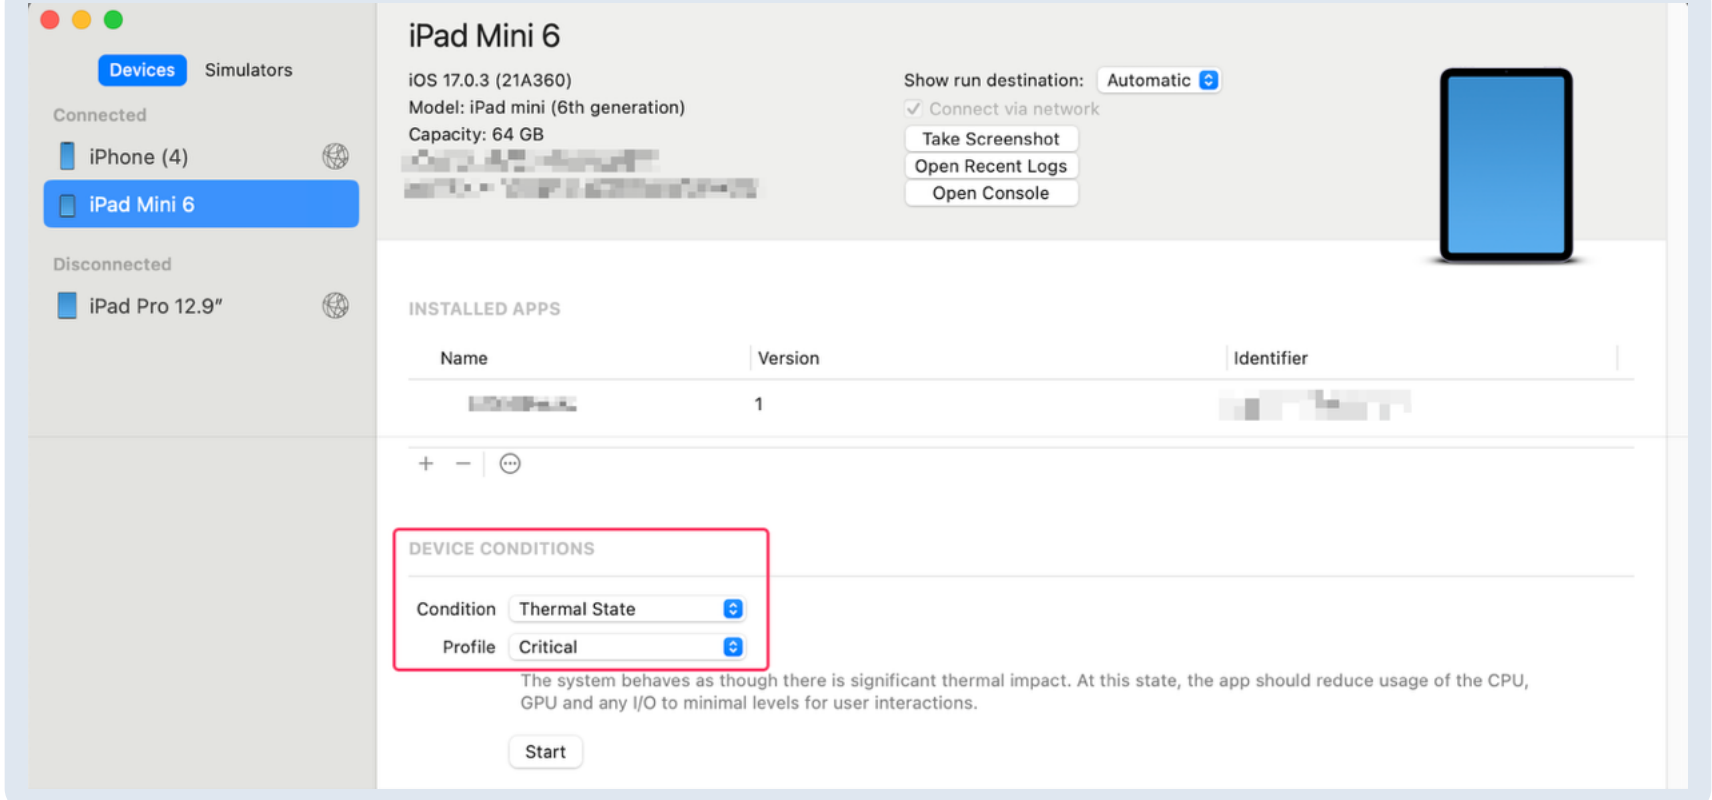 Devices Simulators
Connected
iPhone (4)
iPad Mini 6
Disconnected
iPad Pro 12.9″
iPad Mini 6
iOS 17.0.3 (21A360)
Model: iPad mini (6th generation)
Capacity: 64 GB
Show run destination: Automatic
Connect via network
Take Screenshot
Open Recent Logs
Open Console
INSTALLED APPS
Name Version Identifier
1
DEVICE CONDITIONS
Condition Thermal State
Profile Critical
The system behaves as though there is significant thermal impact. At this state, the app should reduce usage of the CPU,
GPU and any I/O to minimal levels for user interactions.
Start